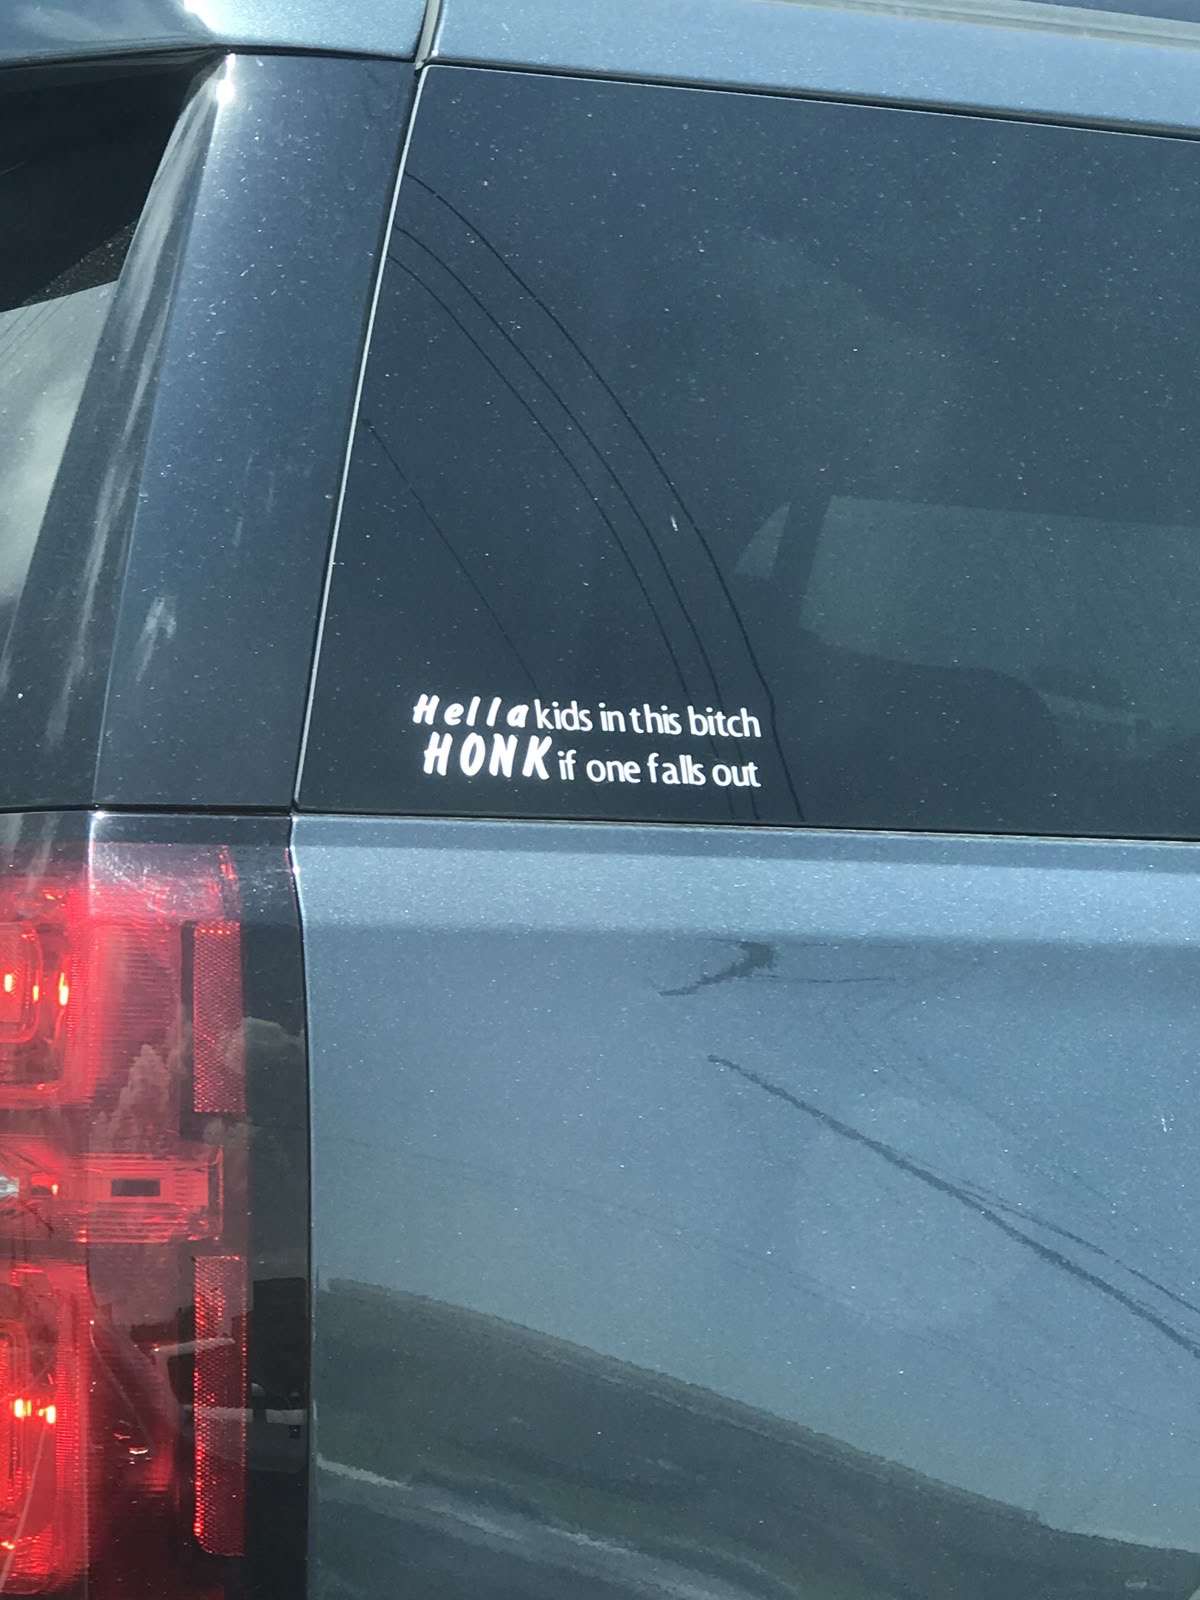 Hella kids in this bitch
HONK if one falls out